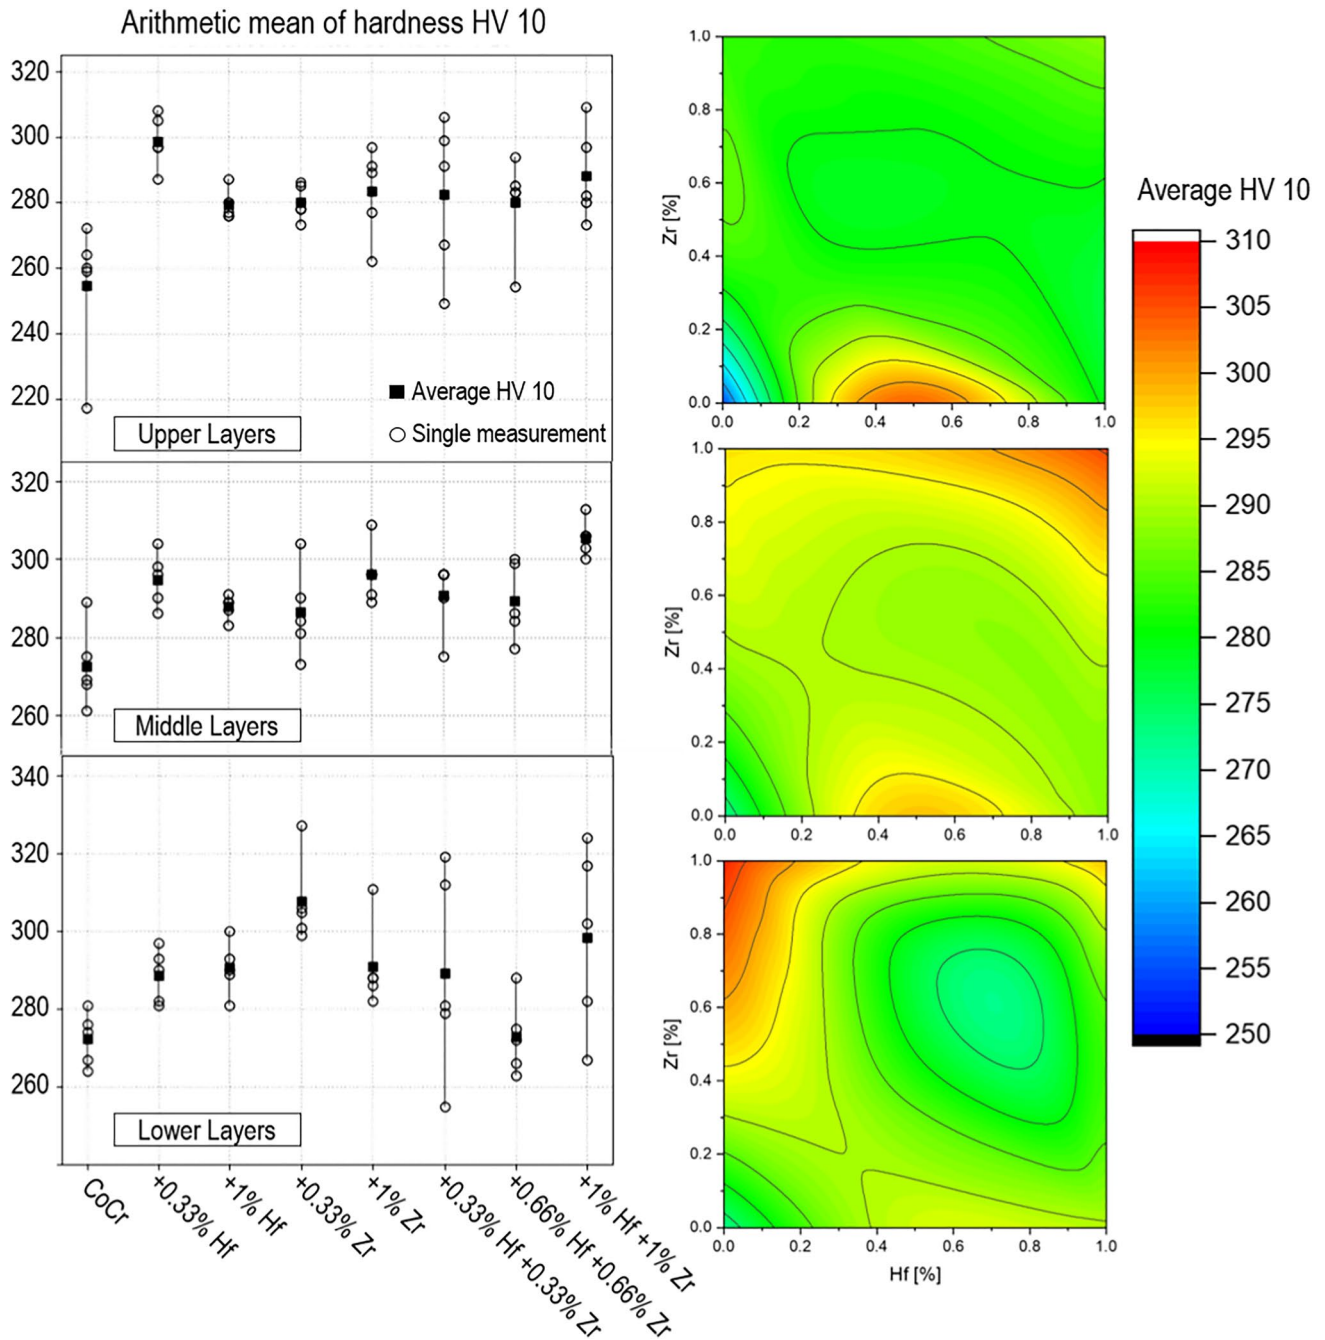 Arithmetic mean of hardness HV 10
320
300
280
260
240
220
Average HV 10
Single measurement
Upper Layers
320
300
280
260
Middle Layers
340
320
300
280
260
Lower Layers
CoCr
+0.33% Hf
+1% Hf
+0.33% Zr
+1% Zr
+0.33% Hf +0.33% Zr
+0.66% Hf +0.66% Zr
+1% Hf +1% Zr
1.0
0.8
0.6
0.4
0.2
0.0
Zr [%]
0.0 0.2 0.4 0.6 0.8 1.0
1.0
0.8
0.6
0.4
0.2
0.0
Zr [%]
0.0 0.2 0.4 0.6 0.8 1.0
1.0
0.8
0.6
0.4
0.2
0.0
Zr [%]
0.0 0.2 0.4 0.6 0.8 1.0
Hf [%]
Average HV 10
310
305
300
295
290
285
280
275
270
265
260
255
250